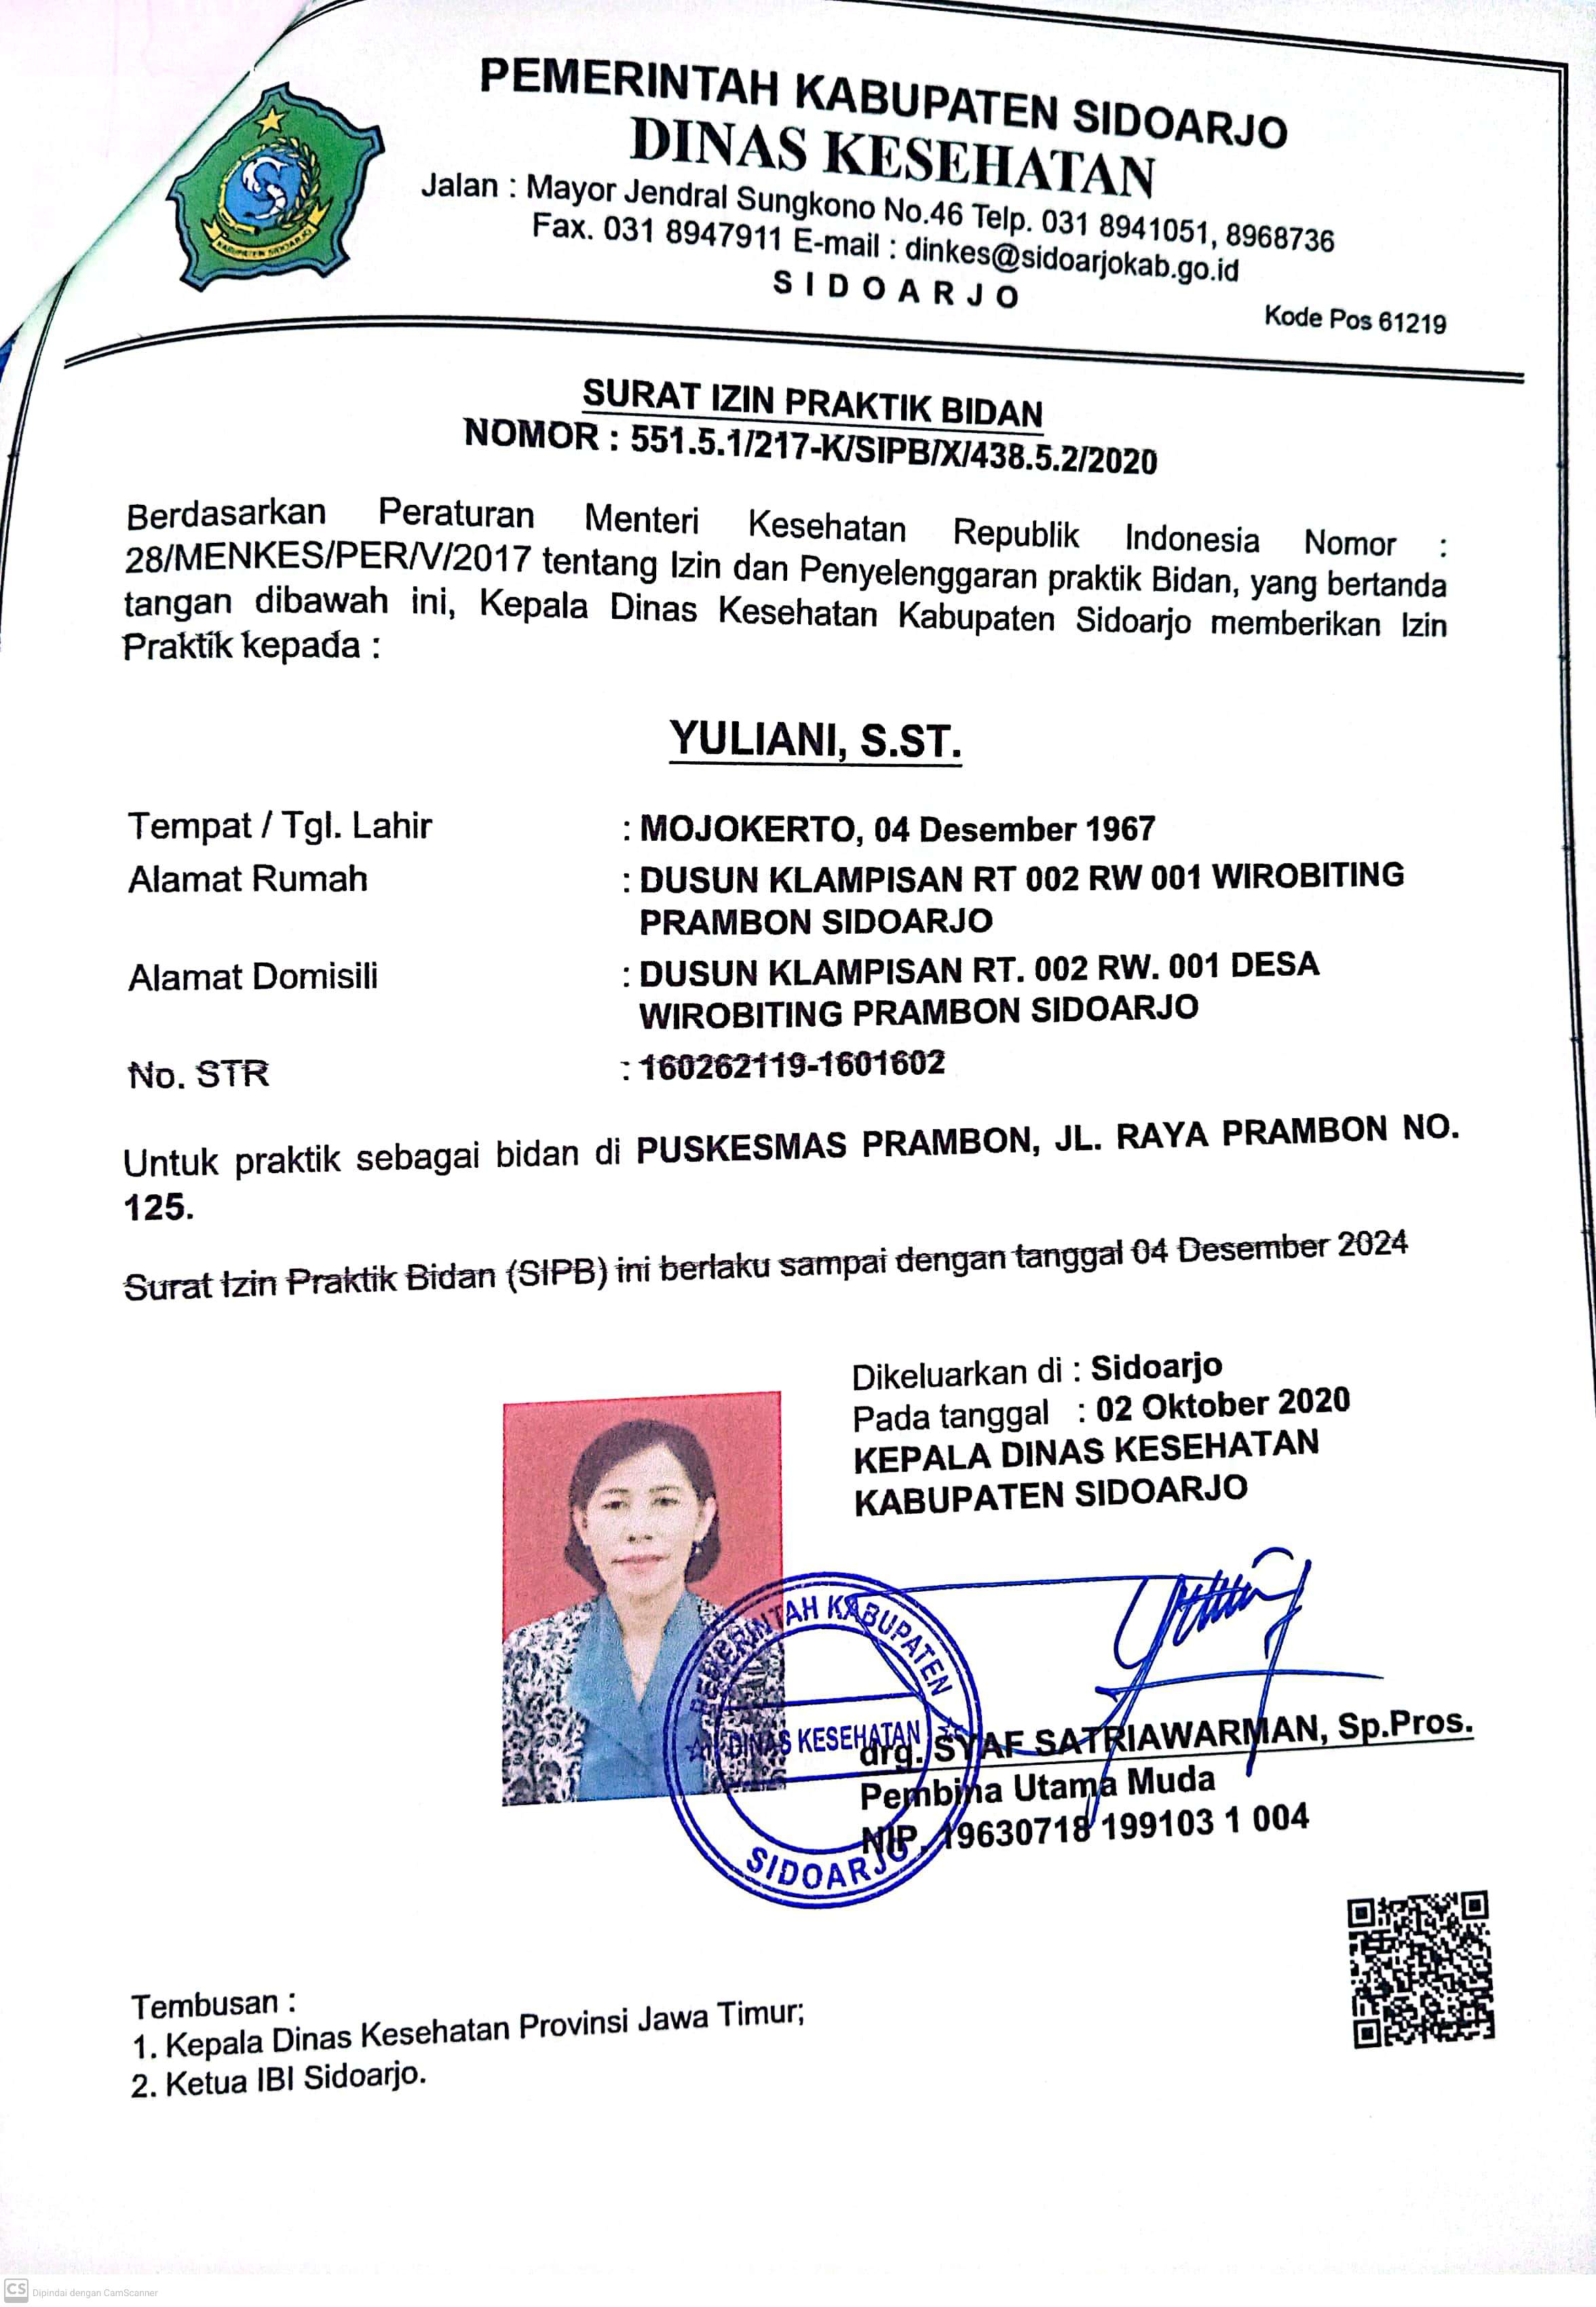 PEMERINTAH KABUPATEN SIDOARJO
DINAS KESEHATAN
Jalan : Mayor Jendral Sungkono No.46 Telp. 031 8941051, 8968736
Fax. 031 8947911 E-mail : dinkes@sidoarjokab.go.id
S I D O A R J O
Kode Pos 61219
KABUPATEN SIDOARJO
SURAT IZIN PRAKTIK BIDAN
NOMOR : 551.5.1/217-K/SIPB/X/438.5.2/2020
Berdasarkan Peraturan Menteri Kesehatan Republik Indonesia Nomor :
28/MENKES/PER/V/2017 tentang Izin dan Penyelenggaran praktik Bidan, yang bertanda
tangan dibawah ini, Kepala Dinas Kesehatan Kabupaten Sidoarjo memberikan Izin
Praktik kepada :
YULIANI, S.ST.
Tempat / Tgl. Lahir : MOJOKERTO, 04 Desember 1967
Alamat Rumah : DUSUN KLAMPISAN RT 002 RW 001 WIROBITING
PRAMBON SIDOARJO
Alamat Domisili : DUSUN KLAMPISAN RT. 002 RW. 001 DESA
WIROBITING PRAMBON SIDOARJO
No. STR : 160262119-1601602
Untuk praktik sebagai bidan di PUSKESMAS PRAMBON, JL. RAYA PRAMBON NO.
125.
Surat Izin Praktik Bidan (SIPB) ini berlaku sampai dengan tanggal 04 Desember 2024
Dikeluarkan di : Sidoarjo
Pada tanggal : 02 Oktober 2020
KEPALA DINAS KESEHATAN
KABUPATEN SIDOARJO
PEMERINTAH KABUPATEN
DINAS KESEHATAN
SIDOARJO
drg. SYAF SATRIAWARMAN, Sp.Pros.
Pembina Utama Muda
NIP. 19630718 199103 1 004
Tembusan :
1. Kepala Dinas Kesehatan Provinsi Jawa Timur;
2. Ketua IBI Sidoarjo.
CS Dipindai dengan CamScanner